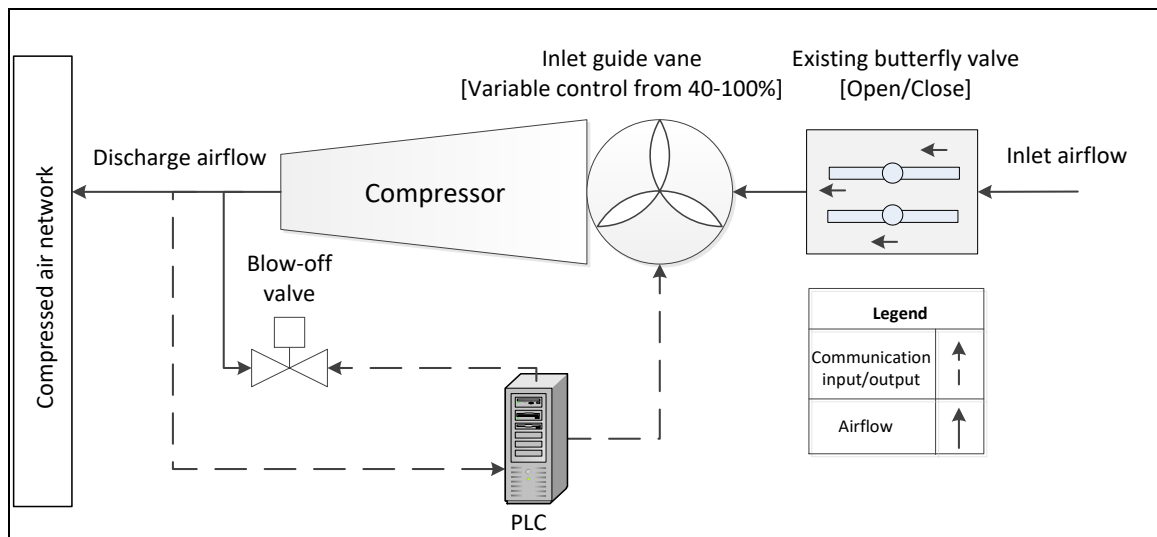 Inlet guide vane
[Variable control from 40-100%]
Existing butterfly valve
[Open/Close]
Compressed air network
Discharge airflow
Compressor
Inlet airflow
Blow-off
valve
PLC
Legend
Communication
input/output
Airflow